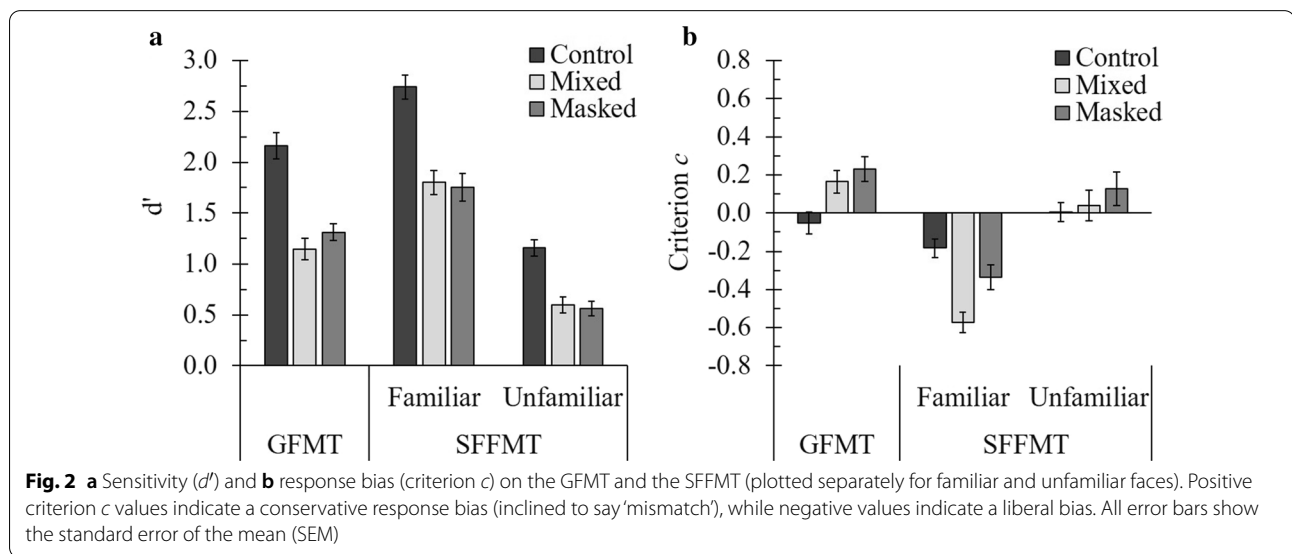 a
3.0
2.5
2.0
1.5
1.0
0.5
0.0
d'
Control
Mixed
Masked
Familiar Unfamiliar
GFMT SFFMT
b
0.8
0.6
0.4
0.2
0.0
-0.2
-0.4
-0.6
-0.8
Criterion c
Control
Mixed
Masked
Familiar Unfamiliar
GFMT SFFMT
Fig. 2 a Sensitivity (d′) and b response bias (criterion c) on the GFMT and the SFFMT (plotted separately for familiar and unfamiliar faces). Positive
criterion c values indicate a conservative response bias (inclined to say ‘mismatch’), while negative values indicate a liberal bias. All error bars show
the standard error of the mean (SEM)